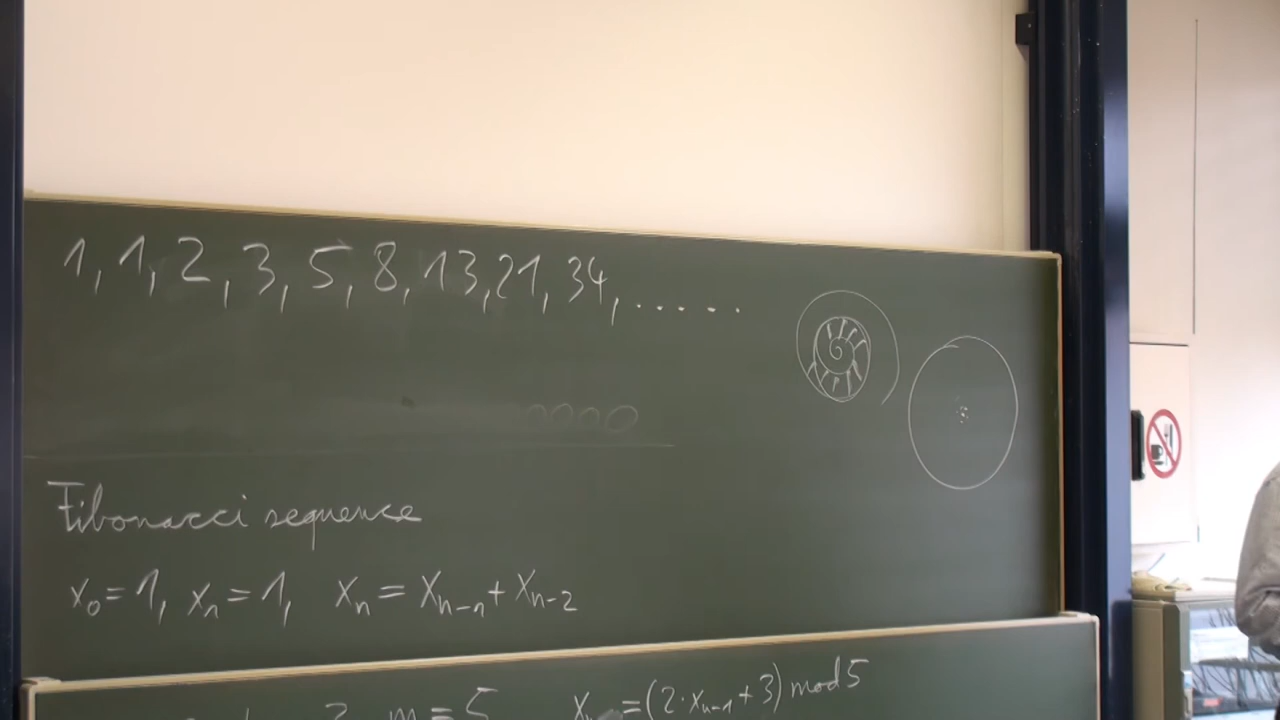 1, 1, 2, 3, 5, 8, 13, 21, 34, .....
Fibonacci sequence
x₀ = 1, x₁ = 1, xₙ = xₙ₋₁ + xₙ₋₂
m = 5 xₙ = (2·xₙ₋₁ + 3) mod 5